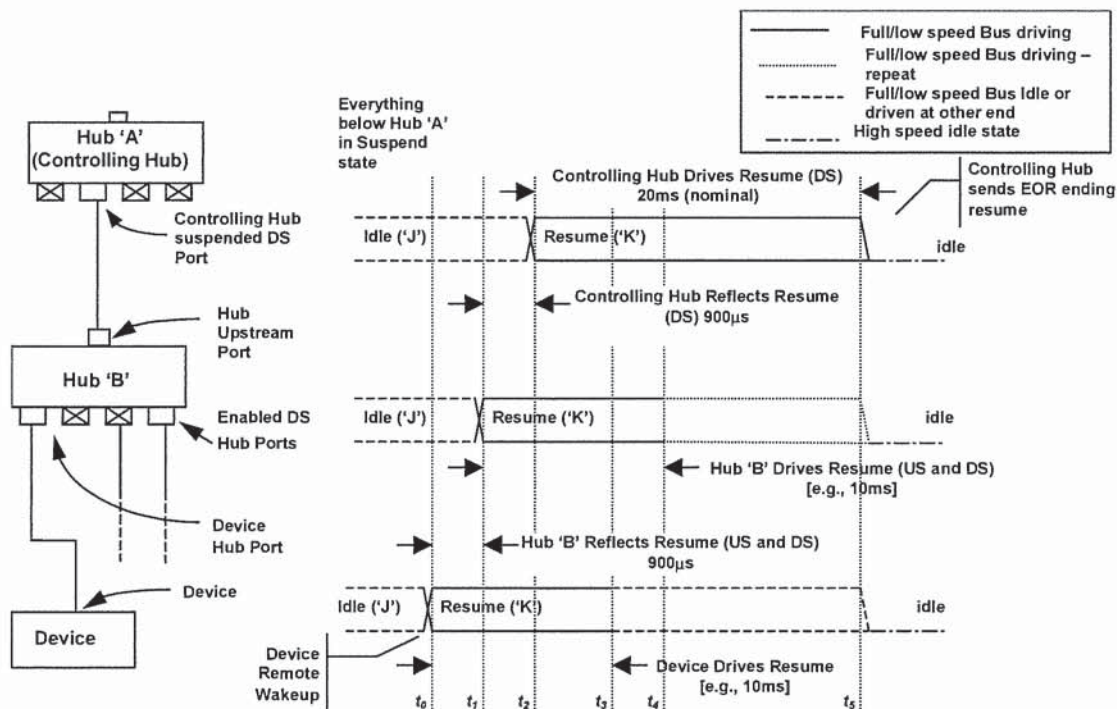 Full/low speed Bus driving
Full/low speed Bus driving –
repeat
Full/low speed Bus Idle or
driven at other end
High speed idle state
Hub 'A'
(Controlling Hub)
Controlling Hub
suspended DS
Port
Hub
Upstream
Port
Hub 'B'
Enabled DS
Hub Ports
Device
Hub Port
Device
Device
Everything
below Hub 'A'
in Suspend
state
Controlling Hub Drives Resume (DS)
20ms (nominal)
Controlling Hub
sends EOR ending
resume
Idle ('J')
Resume ('K')
idle
Controlling Hub Reflects Resume
(DS) 900µs
Idle ('J')
Resume ('K')
idle
Hub 'B' Drives Resume (US and DS)
[e.g., 10ms]
Hub 'B' Reflects Resume (US and DS)
900µs
Idle ('J')
Resume ('K')
idle
Device
Remote
Wakeup
Device Drives Resume
[e.g., 10ms]
t0 t1 t2 t3 t4 t5